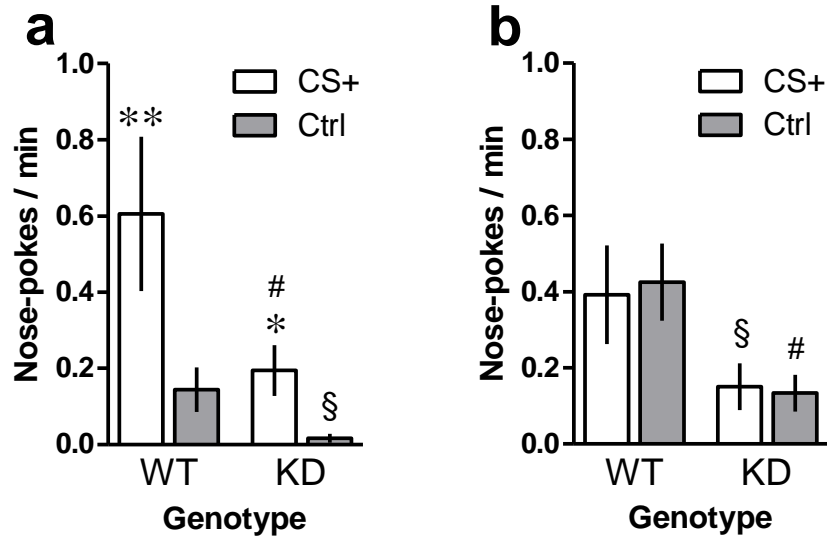 a
1.0
0.8
0.6
0.4
0.2
0.0
Nose-pokes / min
CS+
Ctrl
**
#
*
§
WT KD
Genotype
b
1.0
0.8
0.6
0.4
0.2
0.0
Nose-pokes / min
CS+
Ctrl
§
#
WT KD
Genotype